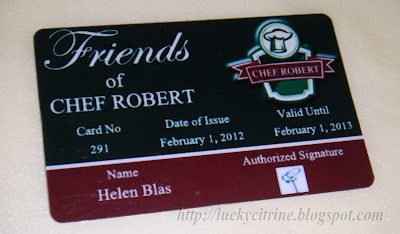 Friends
of
CHEF ROBERT
CHEF ROBERT
Card No
291
Date of Issue
February 1, 2012
Valid Until
February 1, 2013
Name
Helen Blas
Authorized Signature
http://luckycitrine.blogspot.com